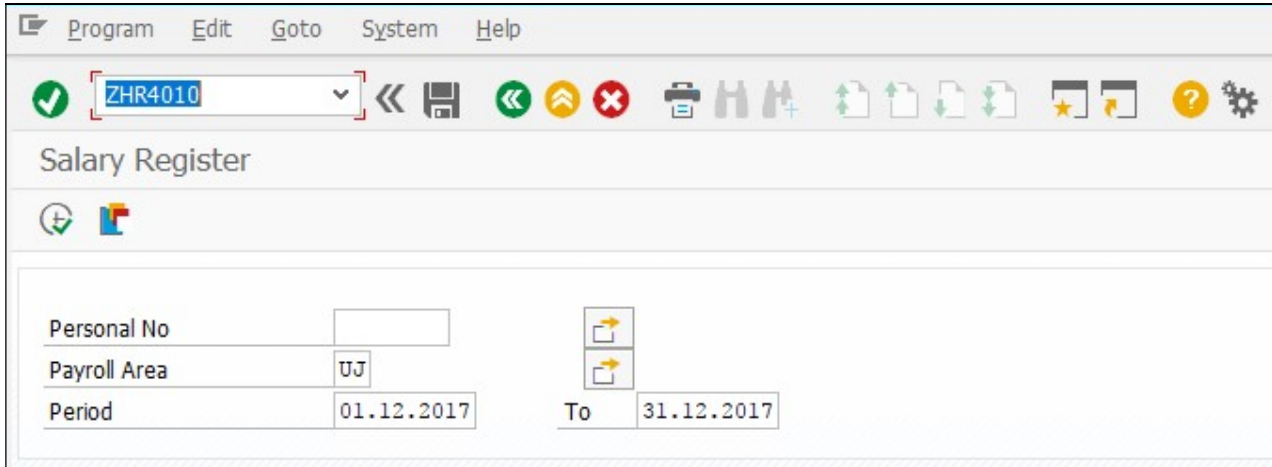 Program Edit Goto System Help
ZHR4010
Salary Register
Personal No
Payroll Area UJ
Period 01.12.2017 To 31.12.2017